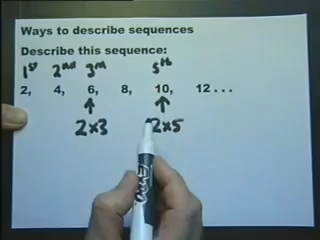 Ways to describe sequences
Describe this sequence:
1st 2nd 3rd 5th
2, 4, 6, 8, 10, 12 . . .
2x3 2x5